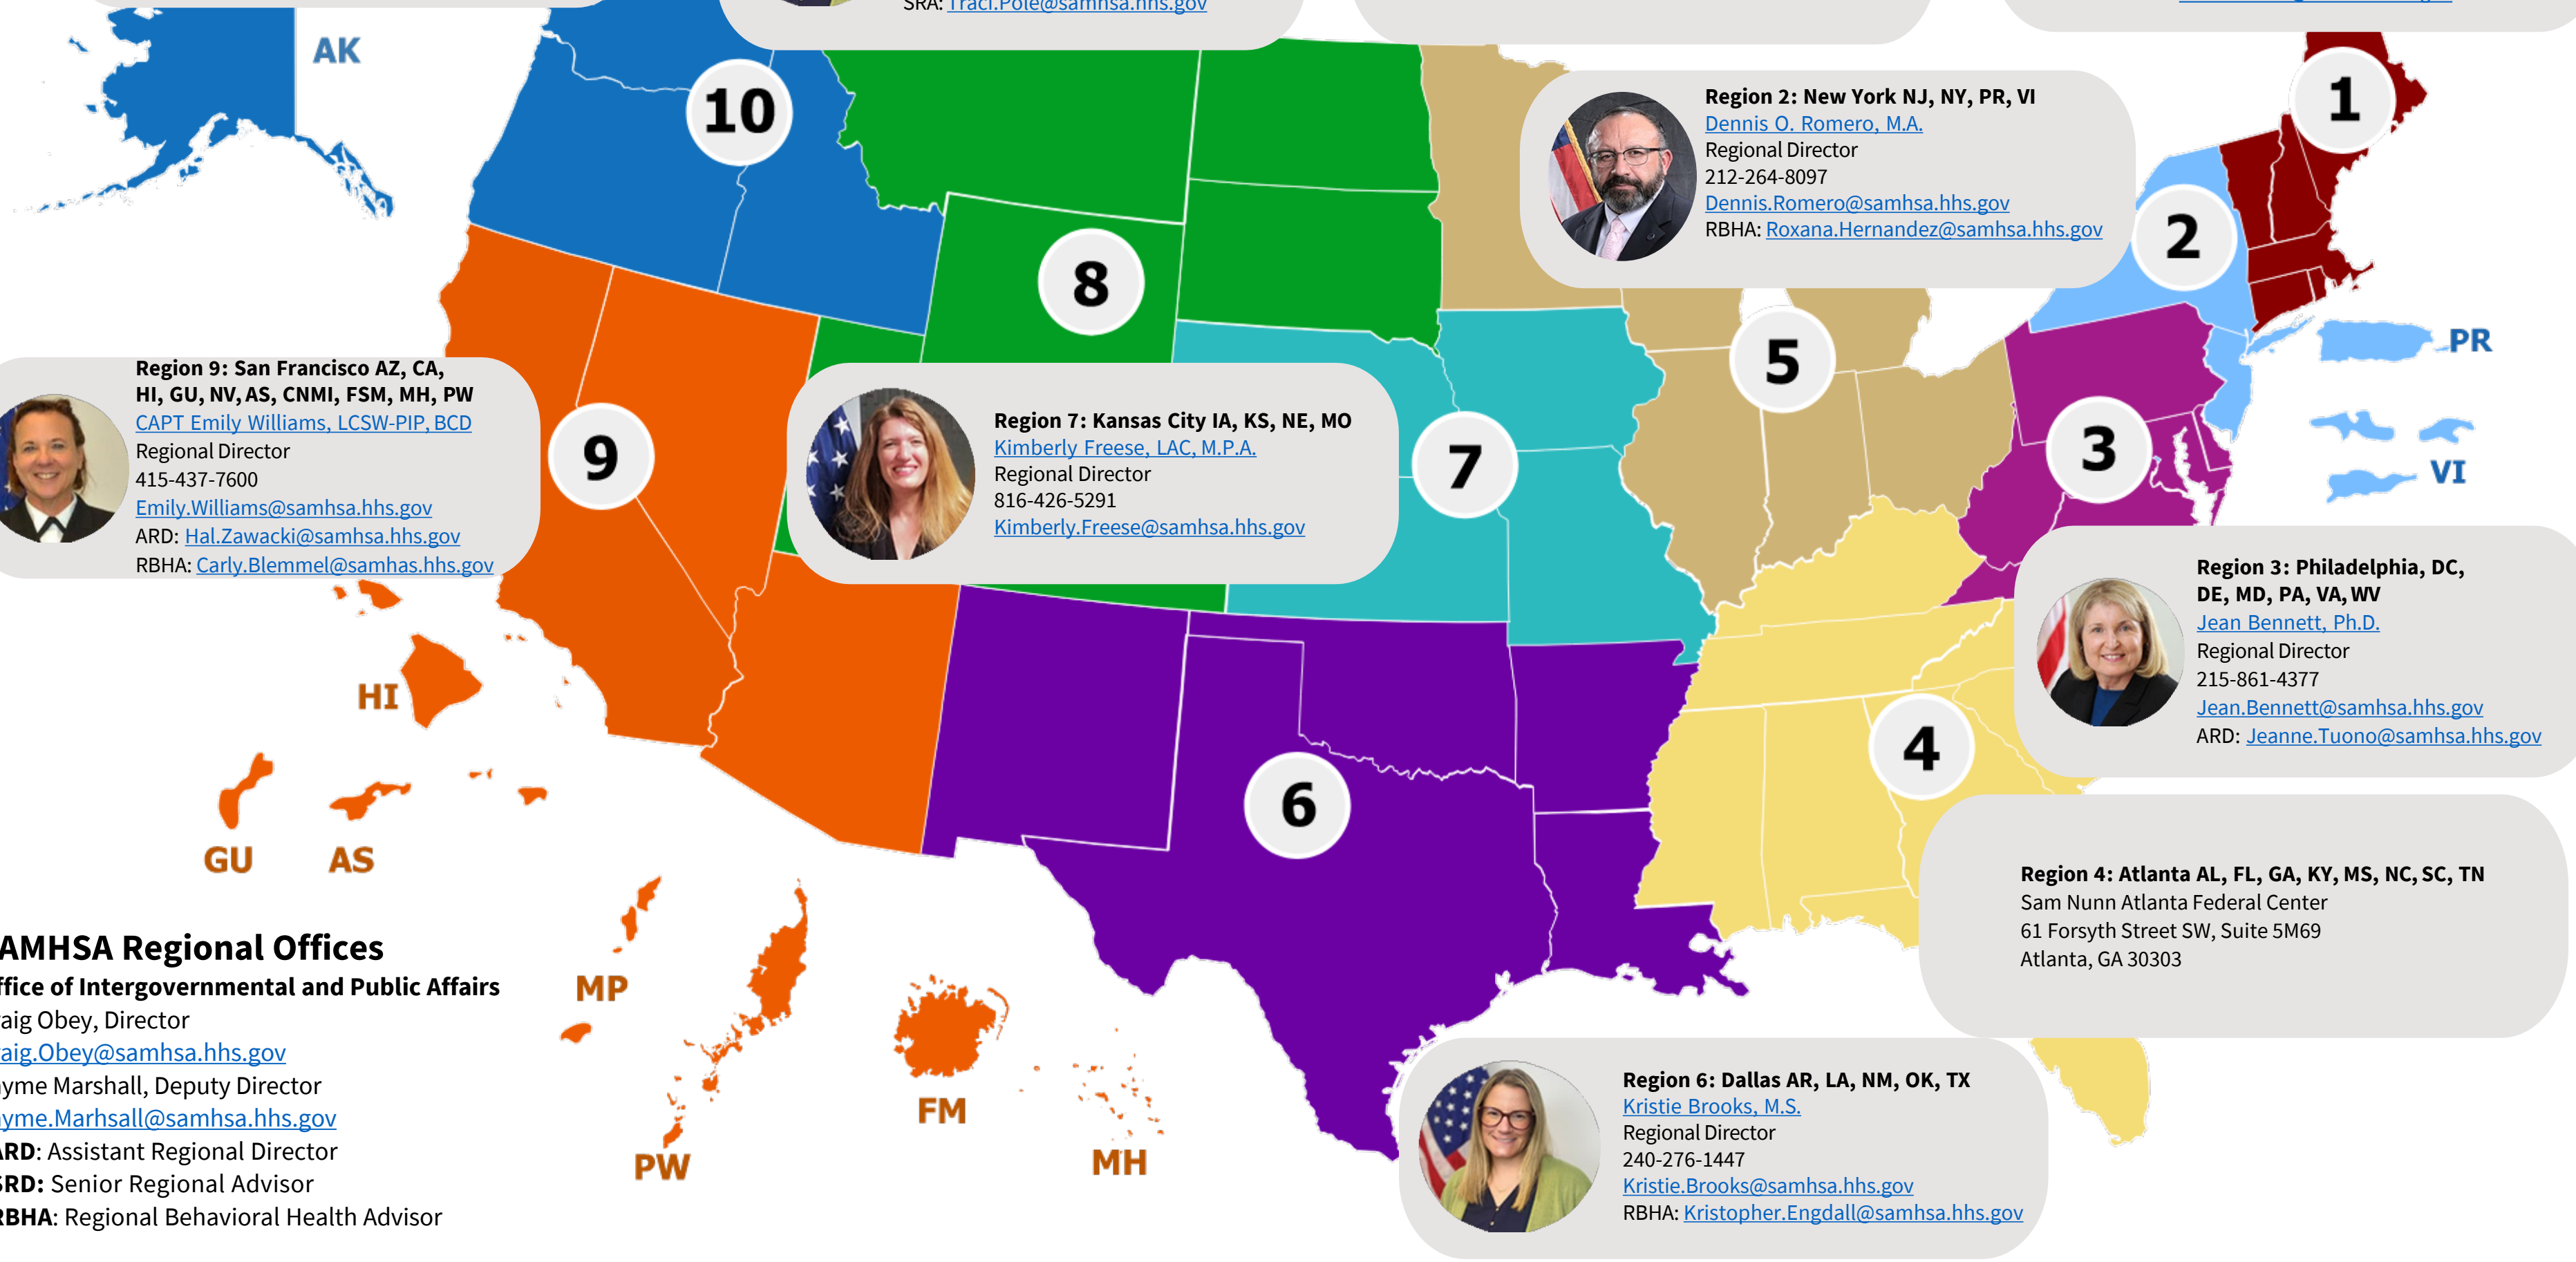 SRA: Traci.Pole@samhsa.hhs.gov
AK
10
1
Region 2: New York NJ, NY, PR, VI
Dennis O. Romero, M.A.
Regional Director
212-264-8097
Dennis.Romero@samhsa.hhs.gov
RBHA: Roxana.Hernandez@samhsa.hhs.gov
2
8
5
PR
Region 9: San Francisco AZ, CA,
HI, GU, NV, AS, CNMI, FSM, MH, PW
CAPT Emily Williams, LCSW-PIP, BCD
Regional Director
415-437-7600
Emily.Williams@samhsa.hhs.gov
ARD: Hal.Zawacki@samhsa.hhs.gov
RBHA: Carly.Blemmel@samhas.hhs.gov
9
Region 7: Kansas City IA, KS, NE, MO
Kimberly Freese, LAC, M.P.A.
Regional Director
816-426-5291
Kimberly.Freese@samhsa.hhs.gov
7
3
VI
Region 3: Philadelphia, DC,
DE, MD, PA, VA, WV
Jean Bennett, Ph.D.
Regional Director
215-861-4377
Jean.Bennett@samhsa.hhs.gov
ARD: Jeanne.Tuono@samhsa.hhs.gov
HI
4
6
GU
AS
Region 4: Atlanta AL, FL, GA, KY, MS, NC, SC, TN
Sam Nunn Atlanta Federal Center
61 Forsyth Street SW, Suite 5M69
Atlanta, GA 30303
MP
FM
PW
MH
AMHSA Regional Offices
ffice of Intergovernmental and Public Affairs
raig Obey, Director
raig.Obey@samhsa.hhs.gov
yme Marshall, Deputy Director
yme.Marhsall@samhsa.hhs.gov
ARD: Assistant Regional Director
SRD: Senior Regional Advisor
RBHA: Regional Behavioral Health Advisor
Region 6: Dallas AR, LA, NM, OK, TX
Kristie Brooks, M.S.
Regional Director
240-276-1447
Kristie.Brooks@samhsa.hhs.gov
RBHA: Kristopher.Engdall@samhsa.hhs.gov